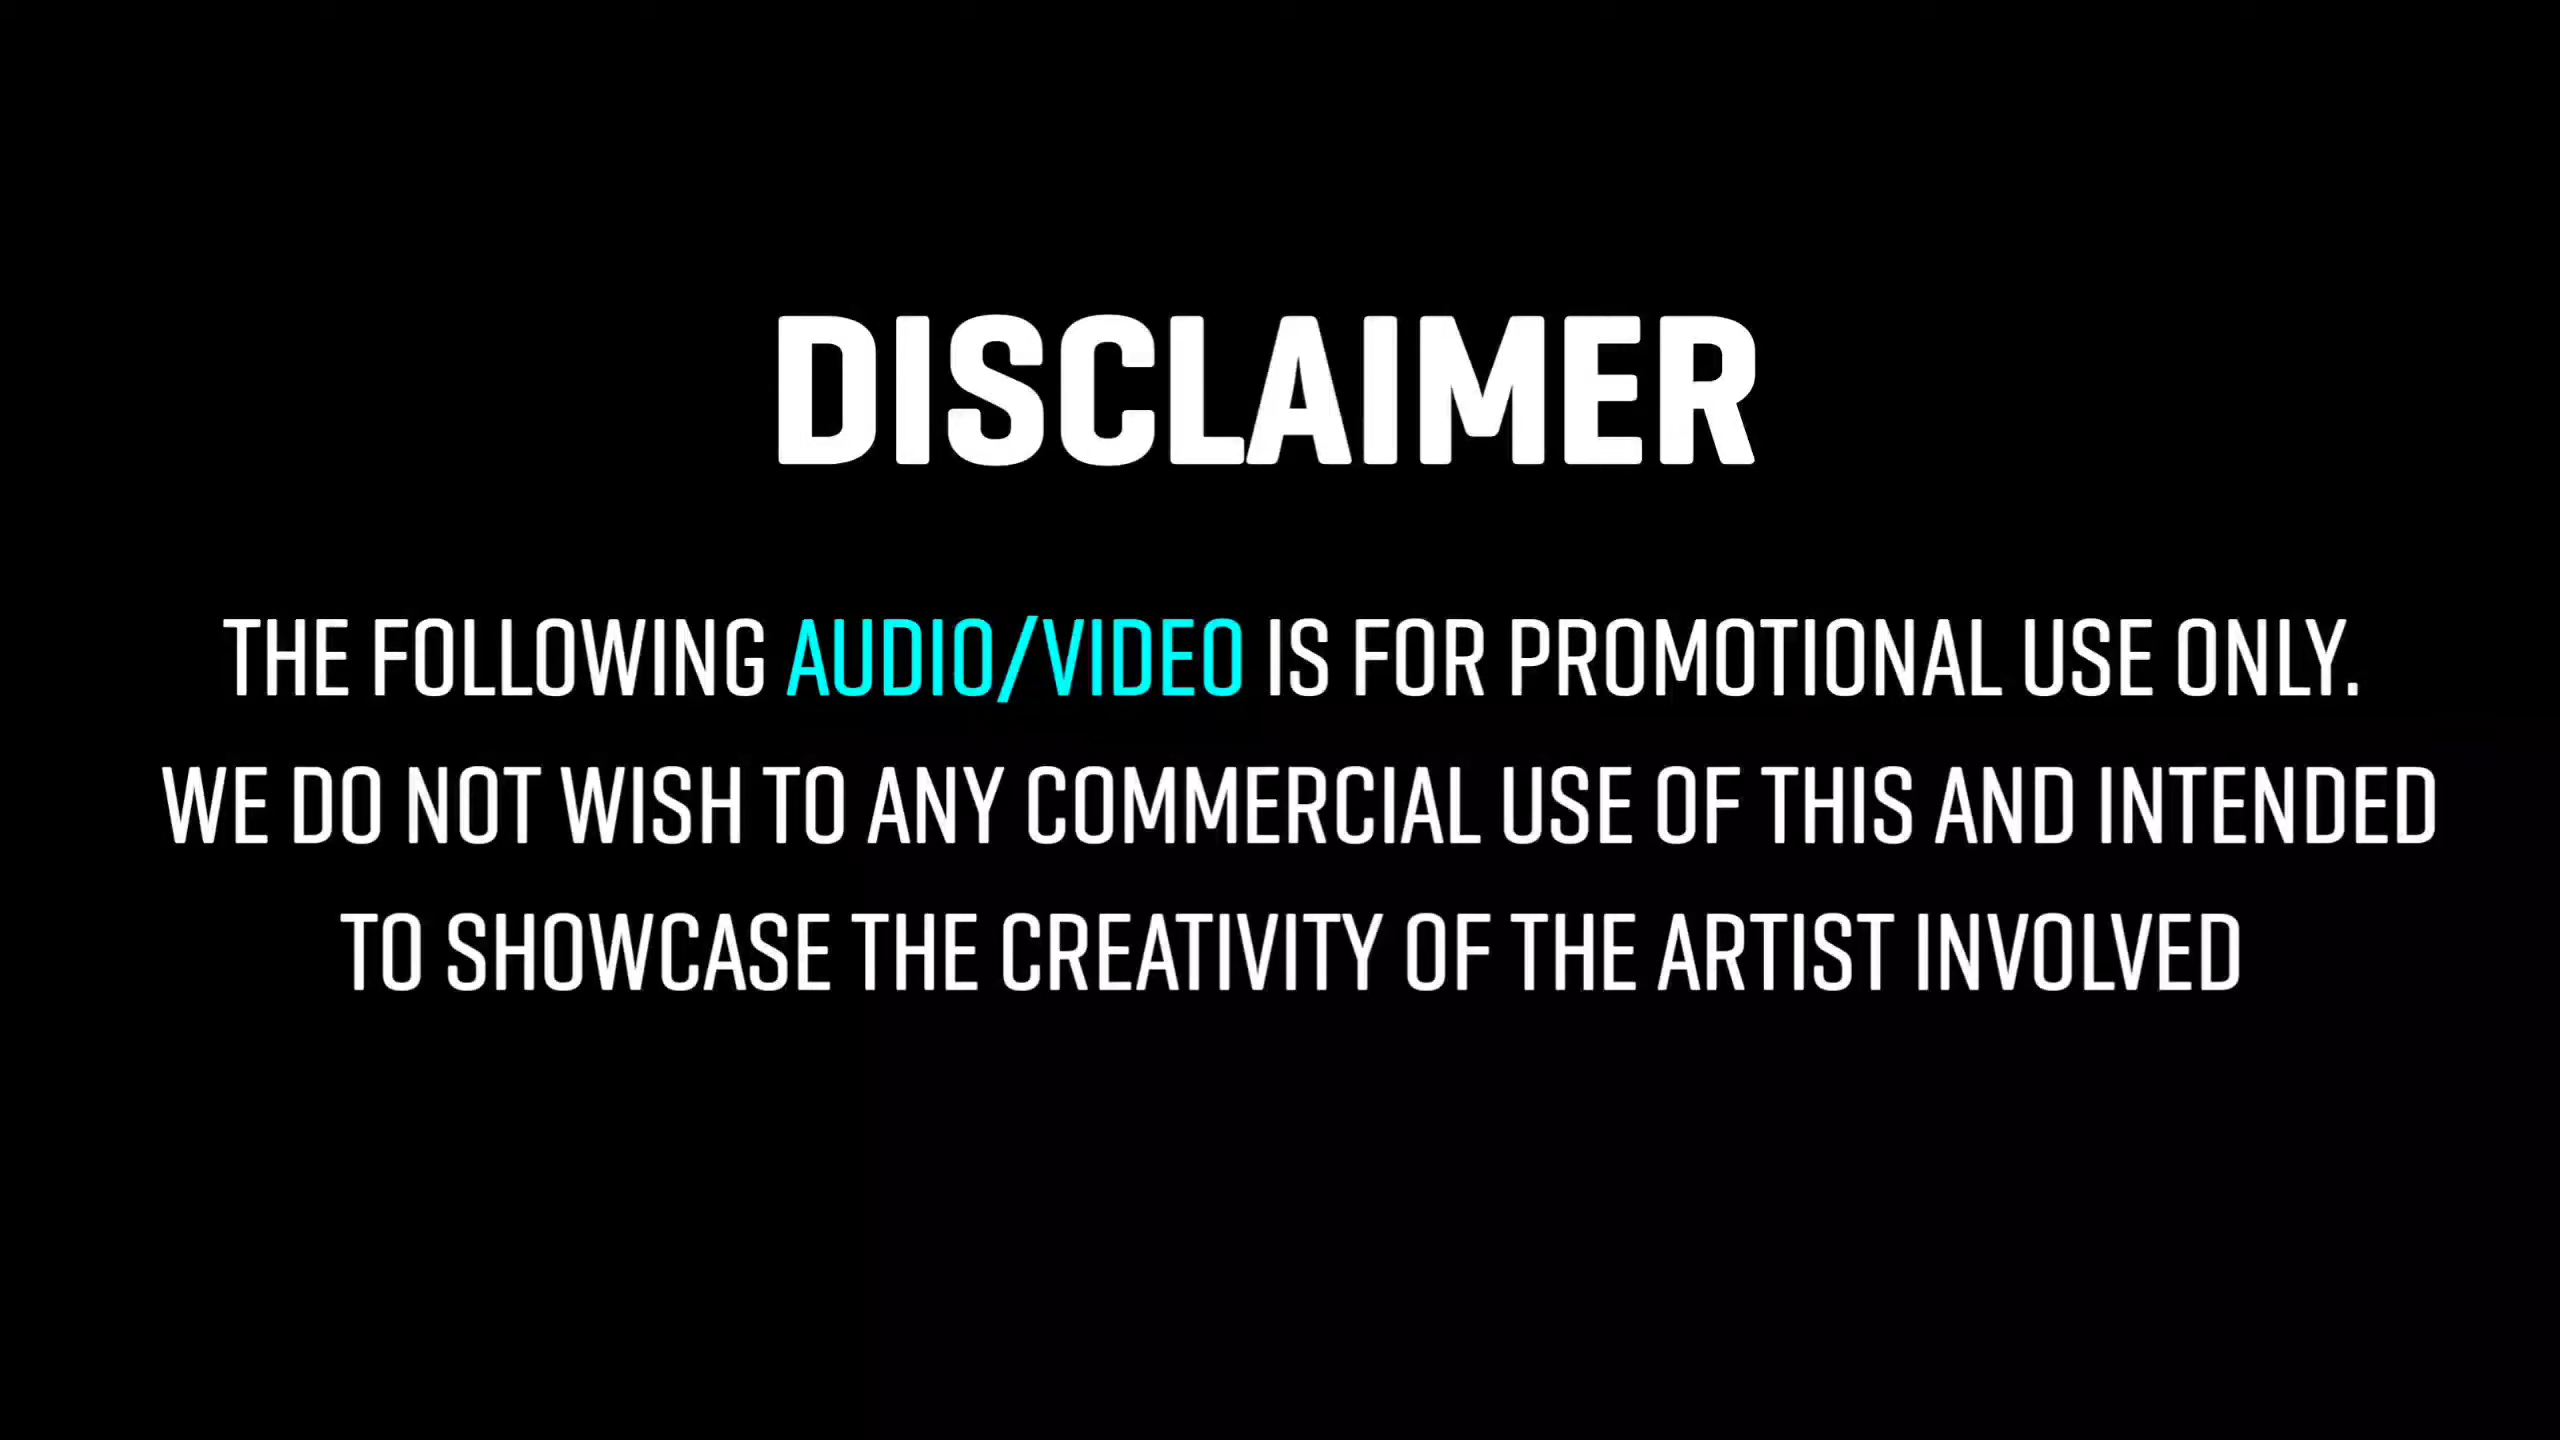 DISCLAIMER
THE FOLLOWING AUDIO/VIDEO IS FOR PROMOTIONAL USE ONLY.
WE DO NOT WISH TO ANY COMMERCIAL USE OF THIS AND INTENDED
TO SHOWCASE THE CREATIVITY OF THE ARTIST INVOLVED